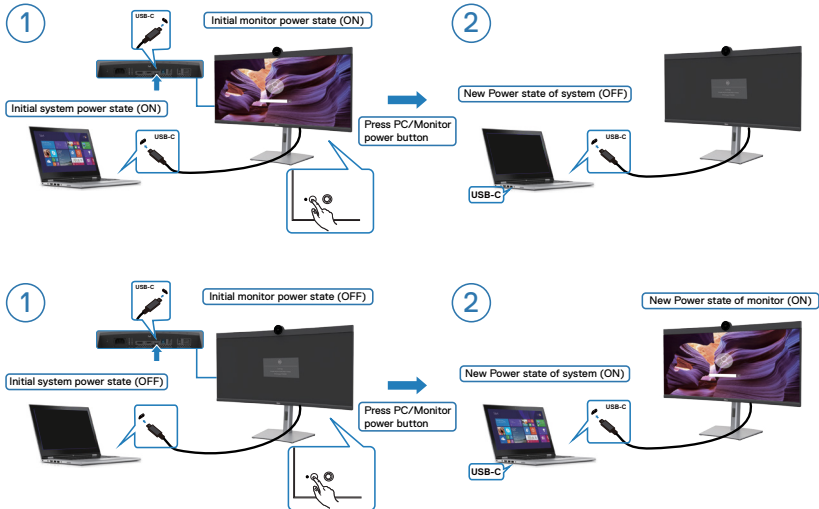 1
USB-C
Initial monitor power state (ON)
Initial system power state (ON)
USB-C
Press PC/Monitor
power button
2
New Power state of system (OFF)
USB-C
USB-C
1
USB-C
Initial monitor power state (OFF)
Initial system power state (OFF)
USB-C
Press PC/Monitor
power button
2
New Power state of monitor (ON)
New Power state of system (ON)
USB-C
USB-C